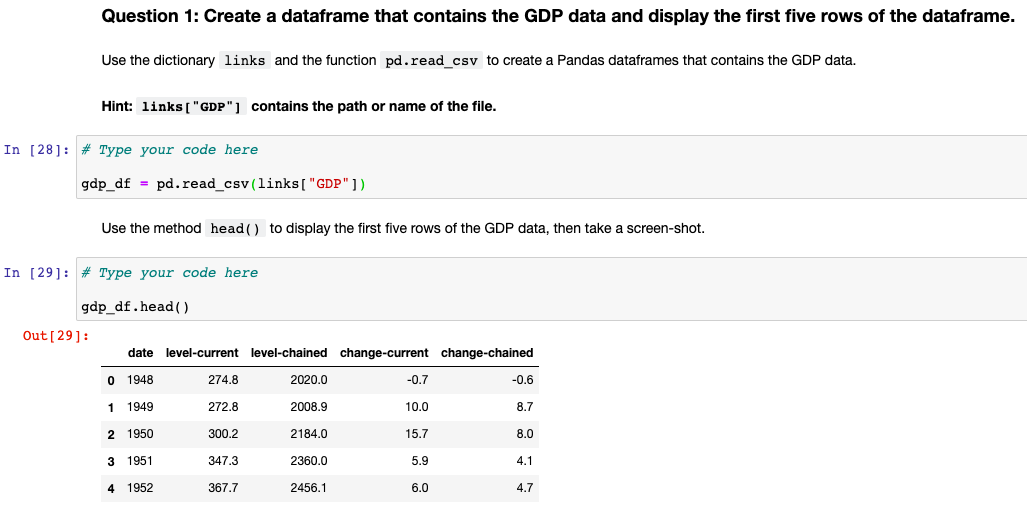 Question 1: Create a dataframe that contains the GDP data and display the first five rows of the dataframe.
Use the dictionary links and the function pd.read_csv to create a Pandas dataframes that contains the GDP data.
Hint: links["GDP"] contains the path or name of the file.
In [28]: # Type your code here
gdp_df = pd.read_csv(links["GDP"])
Use the method head() to display the first five rows of the GDP data, then take a screen-shot.
In [29]: # Type your code here
gdp_df.head()
Out[29]:
date level-current level-chained change-current change-chained
0 1948 274.8 2020.0 -0.7 -0.6
1 1949 272.8 2008.9 10.0 8.7
2 1950 300.2 2184.0 15.7 8.0
3 1951 347.3 2360.0 5.9 4.1
4 1952 367.7 2456.1 6.0 4.7